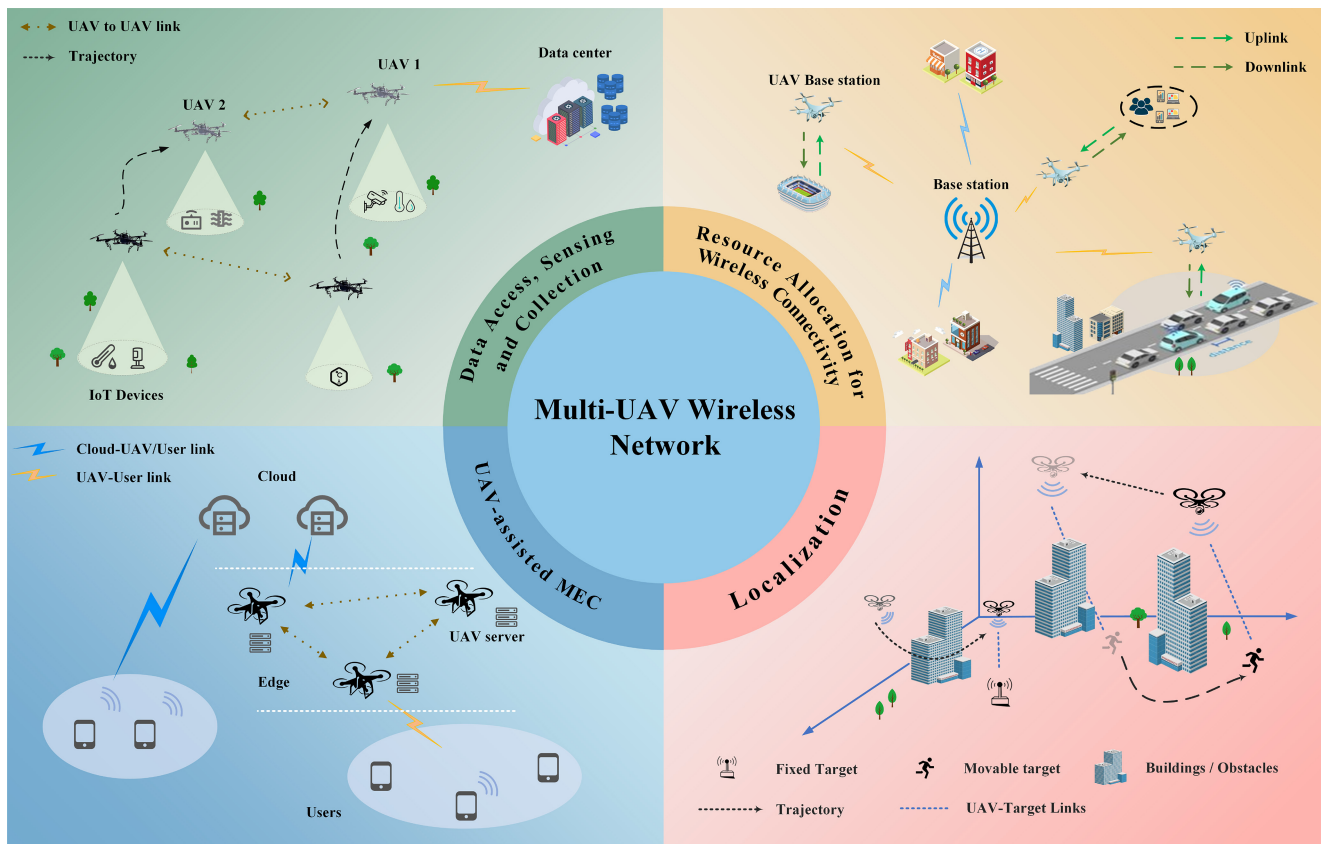 UAV to UAV link
Trajectory
UAV 1
UAV 2
Data center
IoT Devices
Uplink
Downlink
UAV Base station
Base station
distance
Data Access, Sensing
and Collection
Resource Allocation for
Wireless Connectivity
Multi-UAV Wireless
Network
UAV-assisted MEC
Localization
Cloud-UAV/User link
UAV-User link
Cloud
UAV server
Edge
Users
Fixed Target
Movable target
Buildings / Obstacles
Trajectory
UAV-Target Links